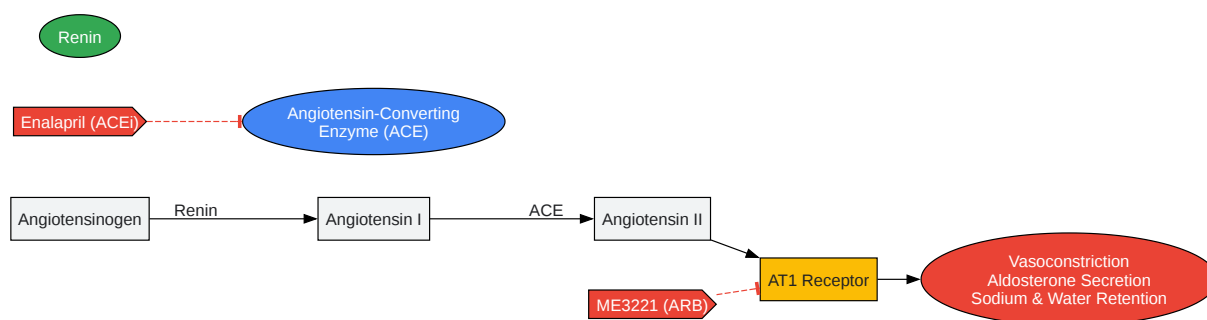 Renin
Enalapril (ACEi)
Angiotensin-Converting
Enzyme (ACE)
Angiotensinogen
Renin
Angiotensin I
ACE
Angiotensin II
AT1 Receptor
ME3221 (ARB)
Vasoconstriction
Aldosterone Secretion
Sodium & Water Retention